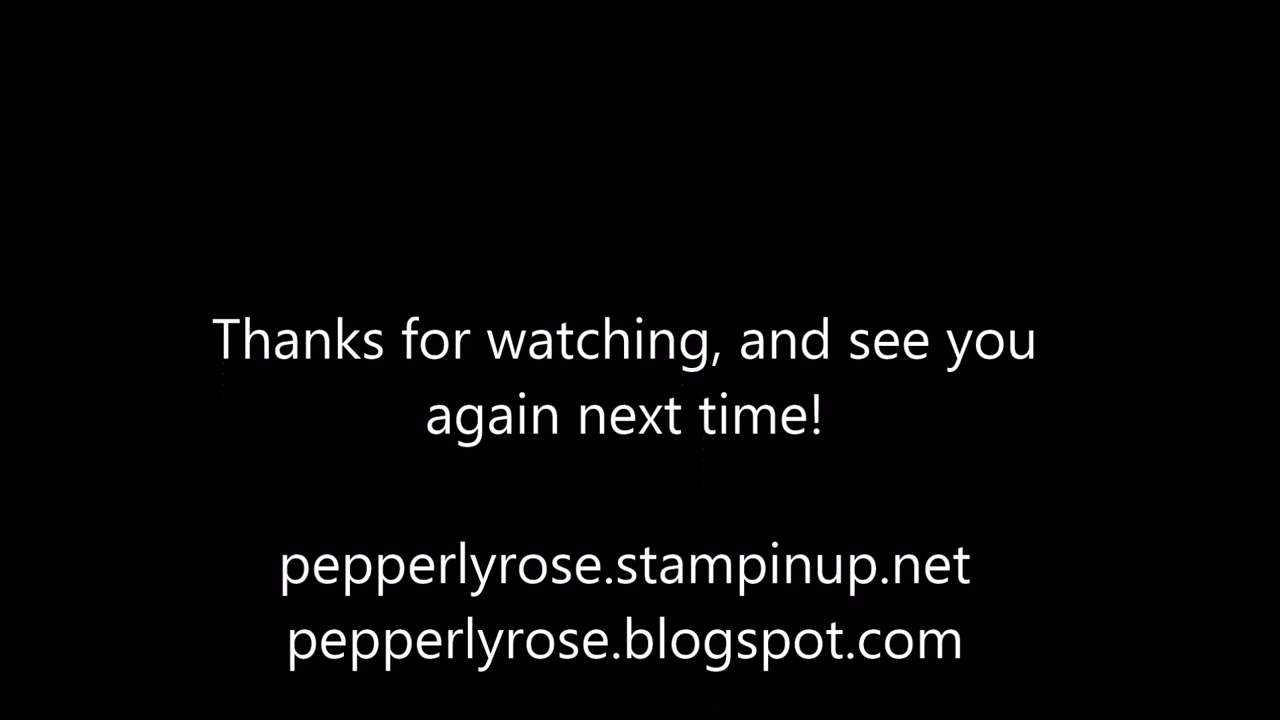 Thanks for watching, and see you
again next time!
pepperlyrose.stampinup.net
pepperlyrose.blogspot.com